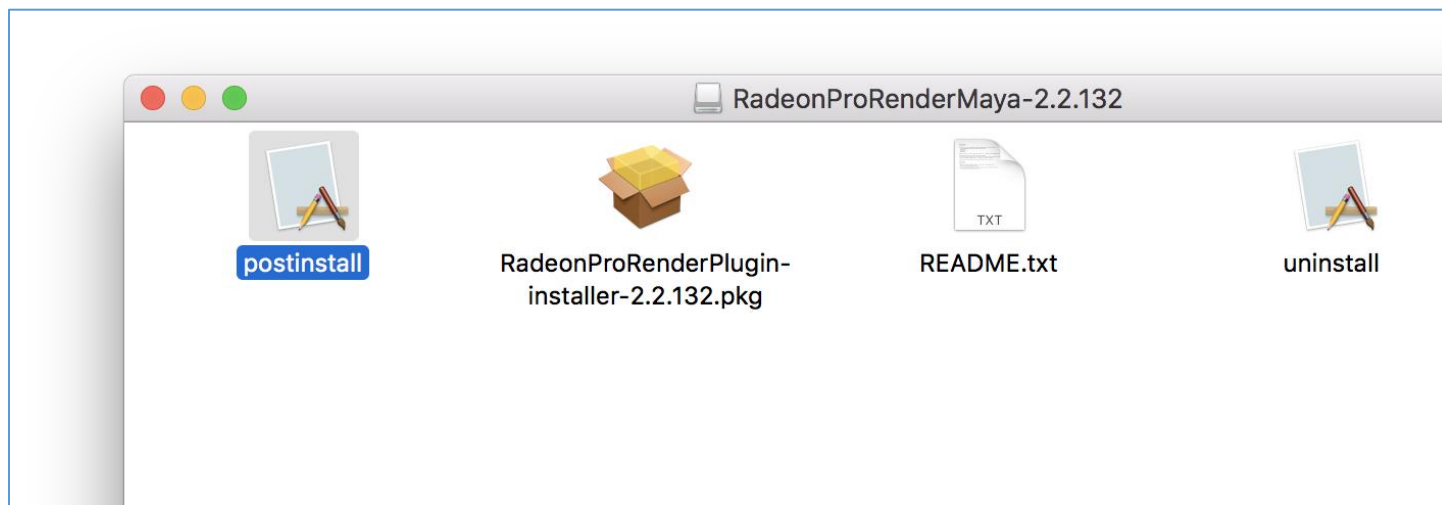 RadeonProRenderMaya-2.2.132
TXT
postinstall
RadeonProRenderPlugin-
installer-2.2.132.pkg
README.txt
uninstall